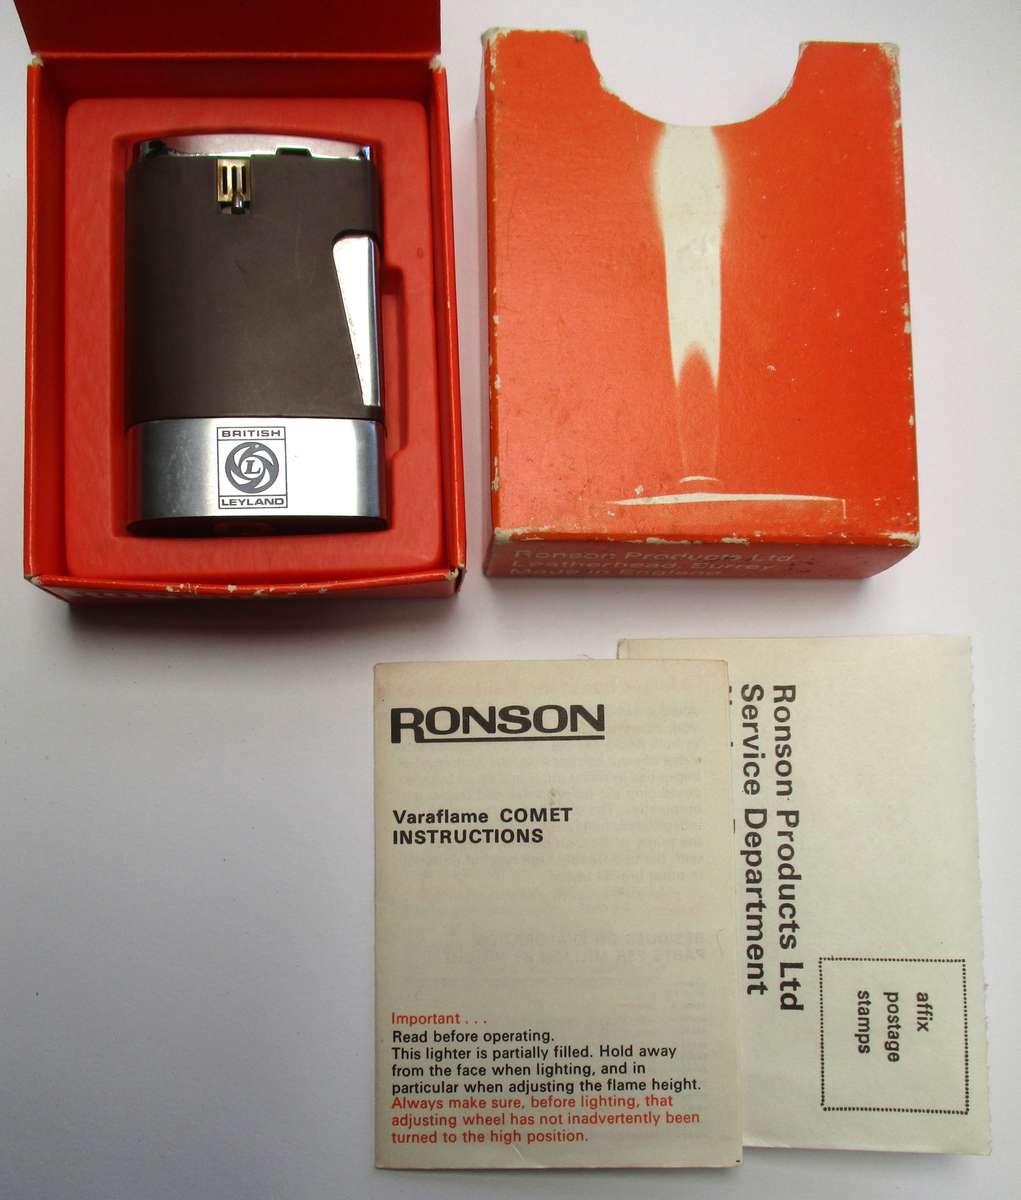 BRITISH
L
LEYLAND
Ronson Products Ltd
Leatherhead, Surrey
Made in England
RONSON
Varaflame COMET
INSTRUCTIONS
Important . . .
Read before operating.
This lighter is partially filled. Hold away
from the face when lighting, and in
particular when adjusting the flame height.
Always make sure, before lighting, that
adjusting wheel has not inadvertently been
turned to the high position.
Ronson Products Ltd
Service Department
affix
postage
stamps